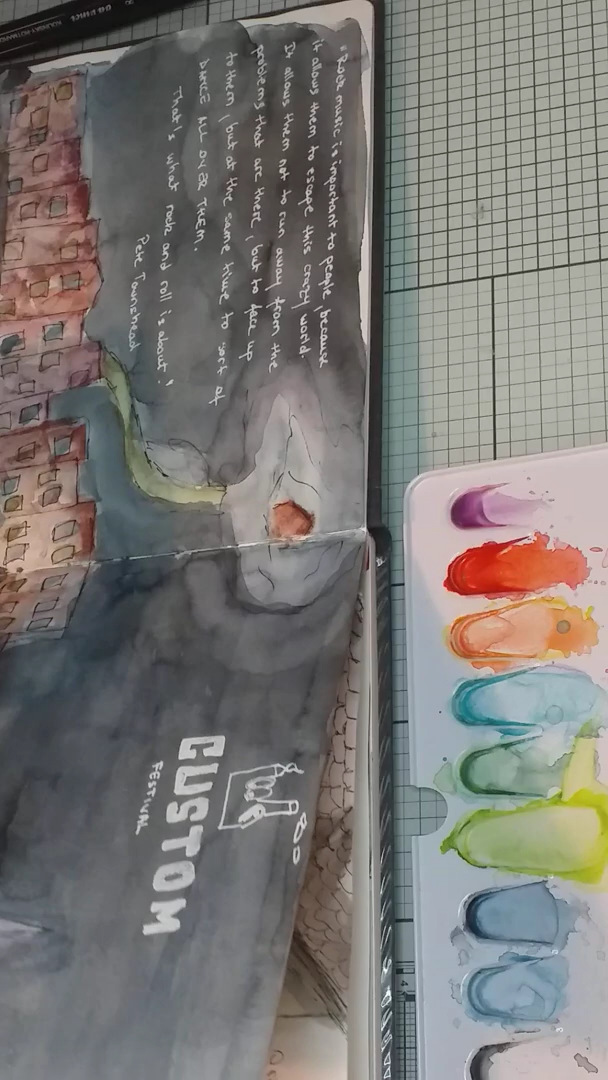 "Rock music is important to people, because
it allows them to escape this crazy world.
It allows them not to run away from the
problems that are there, but to face up
to them, but at the same time to sort of
DANCE ALL OVER THEM.
That's what rock and roll is about"
Pete Townshend
CUSTOM
FESTIVAL